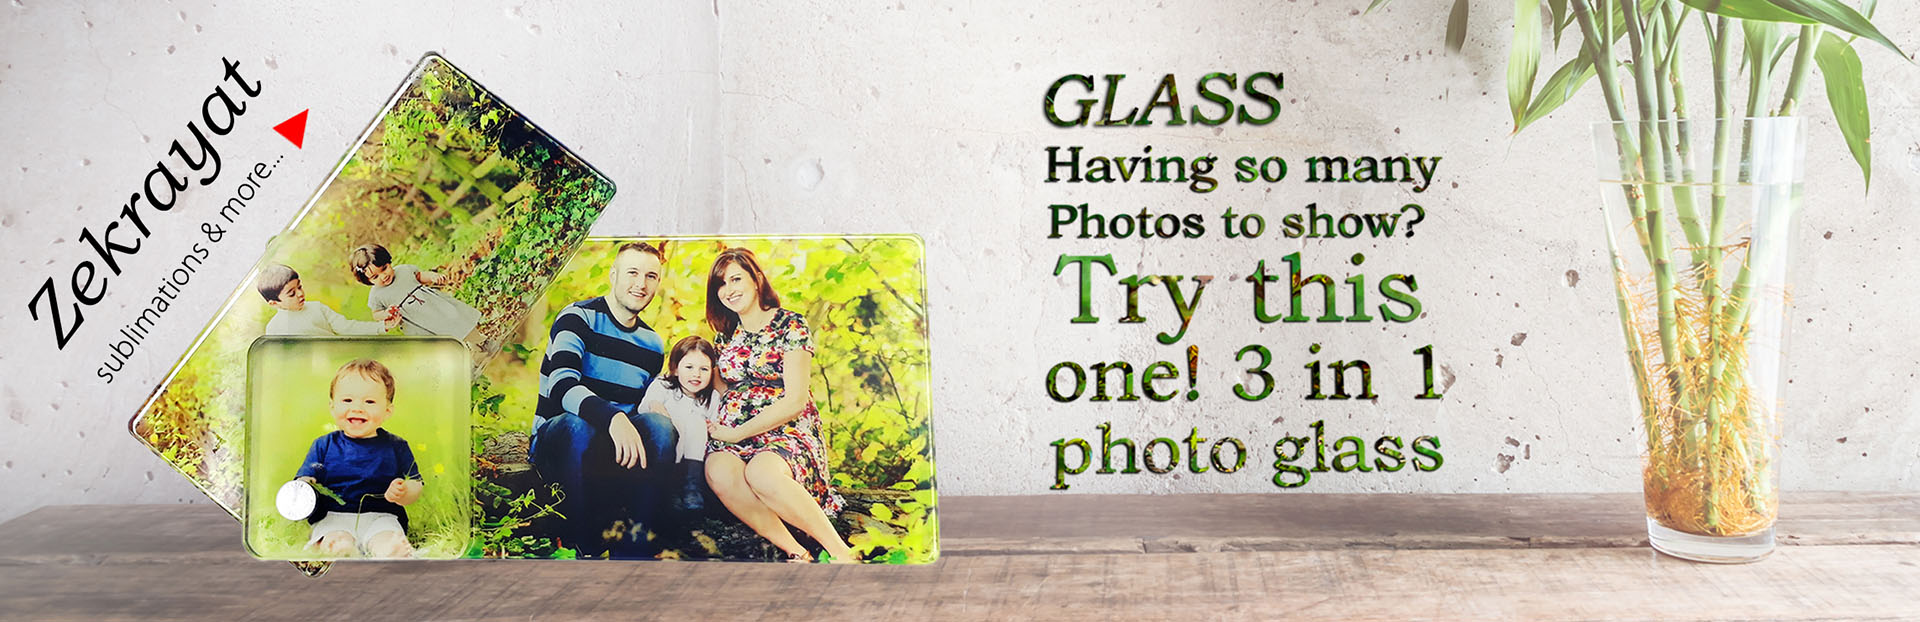 Zekrayat
sublimations & more...
GLASS
Having so many
Photos to show?
Try this
one! 3 in 1
photo glass